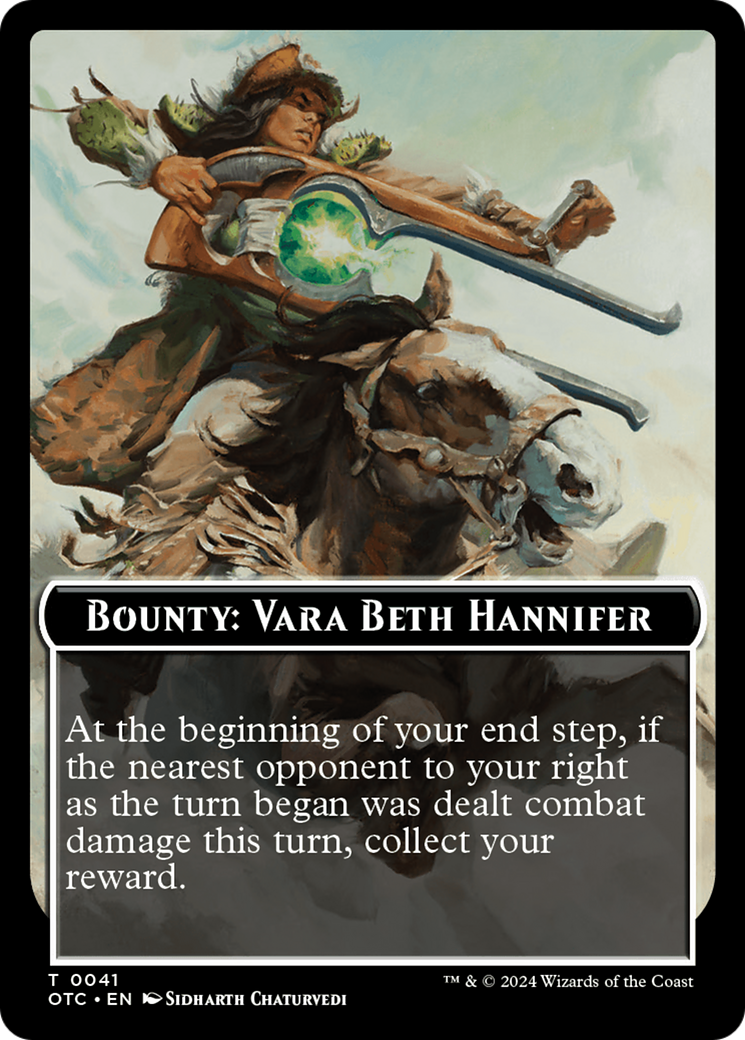 Bounty: Vara Beth Hannifer
At the beginning of your end step, if
the nearest opponent to your right
as the turn began was dealt combat
damage this turn, collect your
reward.
T 0041
OTC • EN Sidharth Chaturvedi
™ & © 2024 Wizards of the Coast